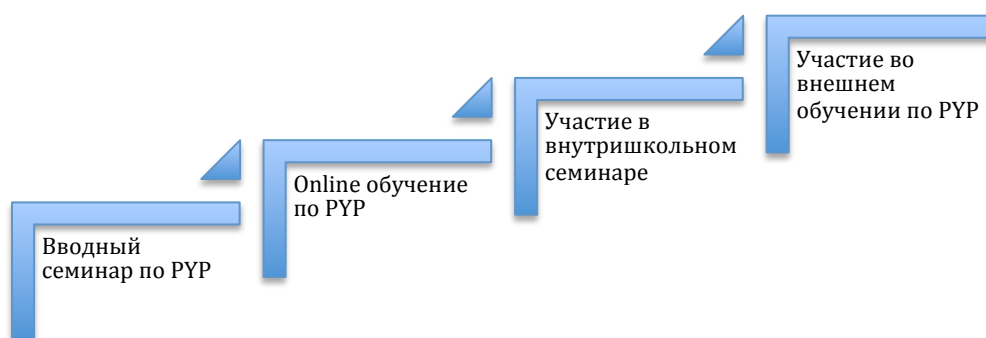 Вводный
семинар по PYP
Online обучение
по PYP
Участие в
внутришкольном
семинаре
Участие во
внешнем
обучении по PYP